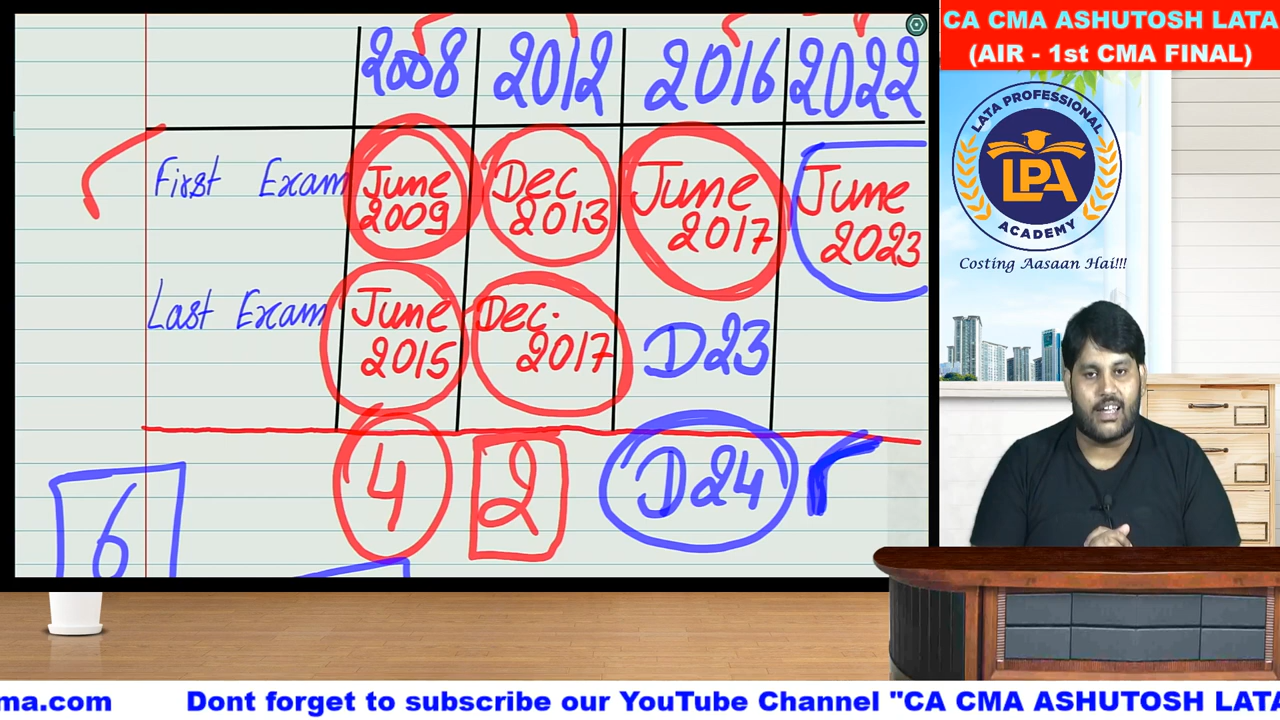 CA CMA ASHUTOSH LATA
(AIR - 1st CMA FINAL)
2008 2012 2016 2022
First Exam June 2009 Dec 2013 June 2017 June 2023
Last Exam June 2015 Dec. 2017 D23
4 2 D24
6
LATA PROFESSIONAL
LPA
ACADEMY
Costing Aasaan Hai!!!
ma.com Dont forget to subscribe our YouTube Channel "CA CMA ASHUTOSH LATA